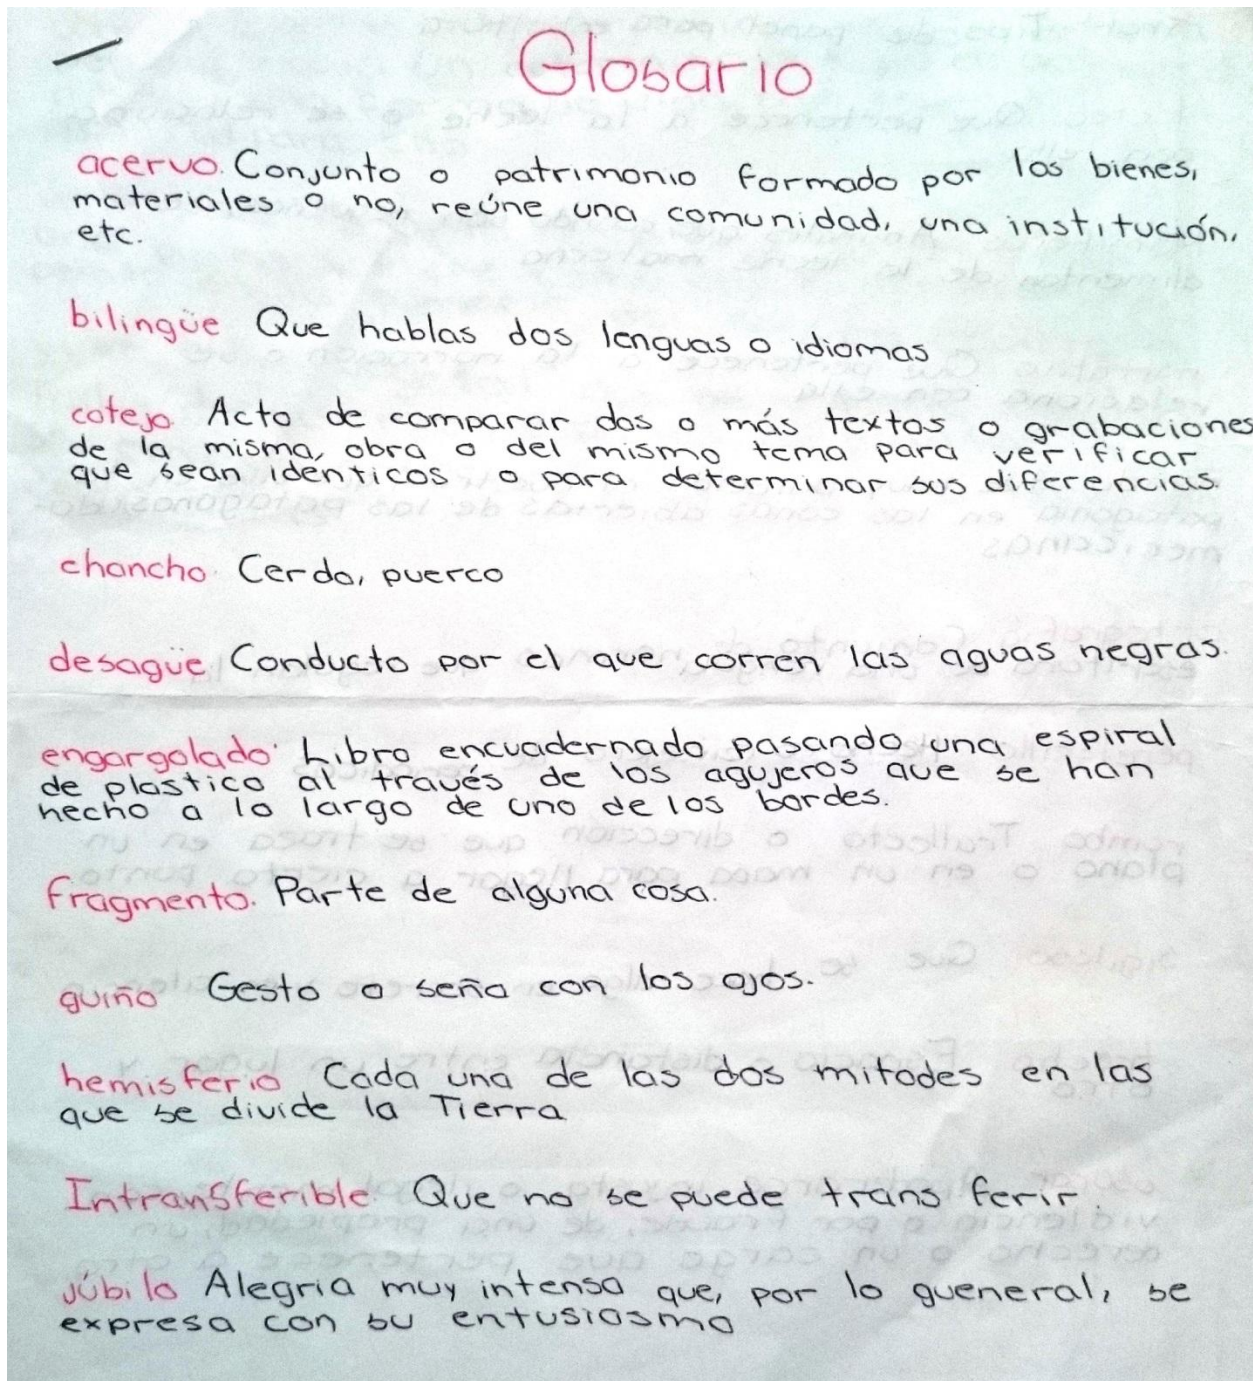 Glosario
acervo. Conjunto o patrimonio formado por los bienes,
materiales o no, reúne una comunidad, una institución,
etc.
bilingüe Que hablas dos lenguas o idiomas
cotejo. Acto de comparar dos o más textos o grabaciones
de la misma, obra o del mismo tema para verificar
que sean identicos o para determinar sus diferencias.
chancho. Cerdo, puerco
desagüe. Conducto por el que corren las aguas negras.
engargolado. Libro encuadernado pasando una espiral
de plastico al través de los agujeros que se han
hecho a lo largo de uno de los bordes.
fragmento. Parte de alguna cosa.
guiño Gesto o seña con los ojos.
hemisferio. Cada una de las dos mitades en las
que se divide la Tierra
Intransferible. Que no se puede trans ferir.
júbilo Alegria muy intensa que, por lo gueneral, se
expresa con su entusiasmo